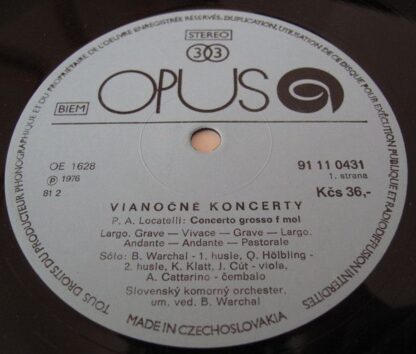 TOUS DROITS DU PRODUCTEUR PHONOGRAPHIQUE ET DU PROPRIÉTAIRE DE L'OEUVRE ENREGISTRÉE RÉSERVÉS. DUPLICATION, UTILISATION DE CE DISQUE POUR EXÉCUTION PUBLIQUE ET RADIODIFFUSION INTERDITES
STEREO
33
OPUS
BIEM
OE 1628
91 11 0431
℗ 1976
1. strana
81 2
Kčs 36,-
VIANOČNÉ KONCERTY
P. A. Locatelli: Concerto grosso f mol
Largo. Grave — Vivace — Grave — Largo.
Andante — Andante — Pastorale
Sólo: B. Warchal - 1. husle, Q. Hölbling -
2. husle, K. Klatt, J. Cút - viola,
A. Cattarino - čembalo
Slovenský komorný orchester,
um. ved. B. Warchal
MADE IN CZECHOSLOVAKIA